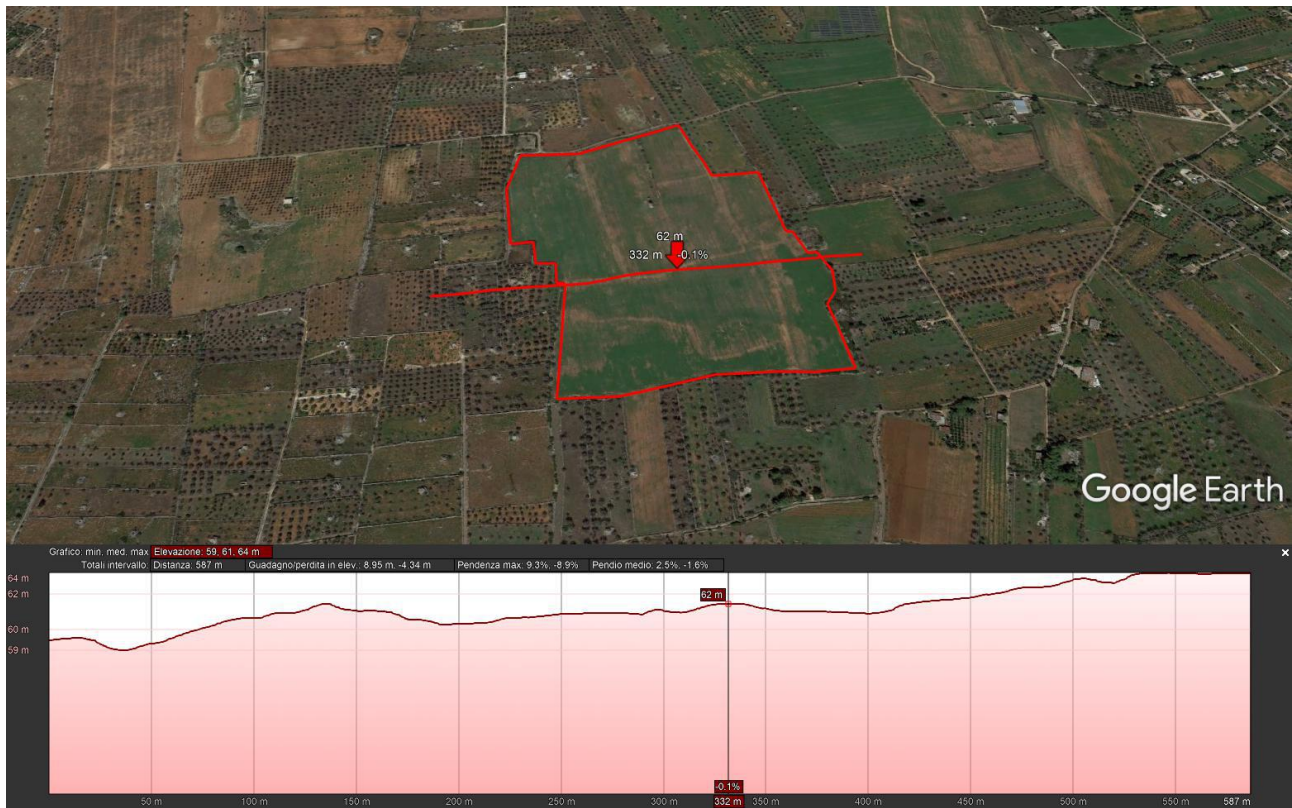 62 m
332 m -0.1%
Google Earth
Grafico: min. med. max Elevazione: 59, 61, 64 m
Totali intervallo: Distanza: 587 m Guadagno/perdita in elev.: 8.95 m, -4.34 m Pendenza max. 9.3%, -8.9% Pendio medio: 2.5%, -1.6%
64 m
62 m
60 m
59 m
62 m
-0.1%
50 m 100 m 150 m 200 m 250 m 300 m 332 m 350 m 400 m 450 m 500 m 550 m 587 m